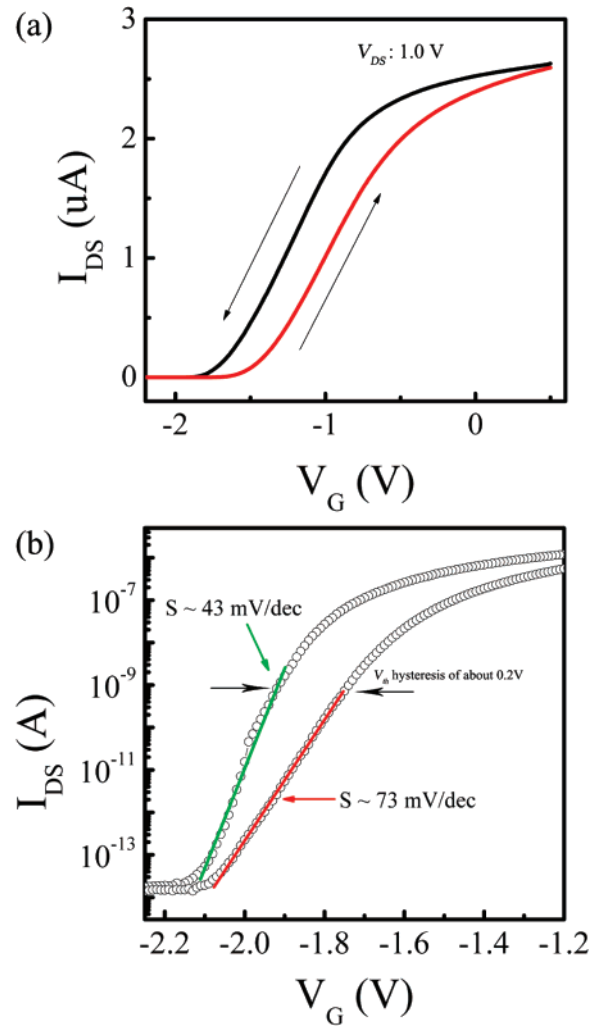 (a)
V_DS: 1.0 V
3
2
1
0
I_DS (uA)
-2 -1 0
V_G (V)
(b)
S ~ 43 mV/dec
V_th hysteresis of about 0.2V
S ~ 73 mV/dec
10^-7
10^-9
10^-11
10^-13
I_DS (A)
-2.2 -2.0 -1.8 -1.6 -1.4 -1.2
V_G (V)